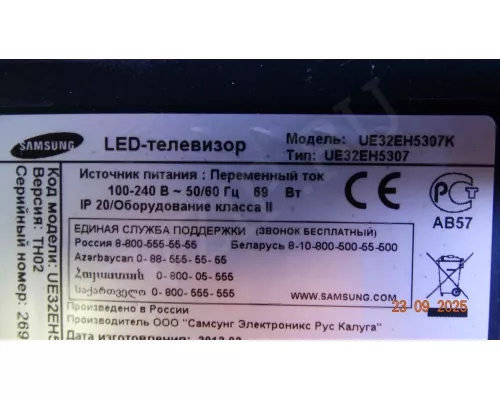 SAMSUNG
LED-телевизор
Модель: UE32EH5307K
Тип: UE32EH5307
Источник питания : Переменный ток
100-240 В ~ 50/60 Гц 69 Вт
IP 20/Оборудование класса II
CE
АВ57
ЕДИНАЯ СЛУЖБА ПОДДЕРЖКИ (ЗВОНОК БЕСПЛАТНЫЙ)
Россия 8-800-555-55-55 Беларусь 8-10-800-500-55-500
Azərbaycan 0-88-555-55-55
Հայաստան 0-800-05-555
საქართველო 0-800-555-555
WWW.SAMSUNG.COM
Произведено в России
Производитель ООО "Самсунг Электроникс Рус Калуга"
Дата изготовления
Код модели: UE32EH5
Версия: TH02
Серийный номер: 269
23-09-2025